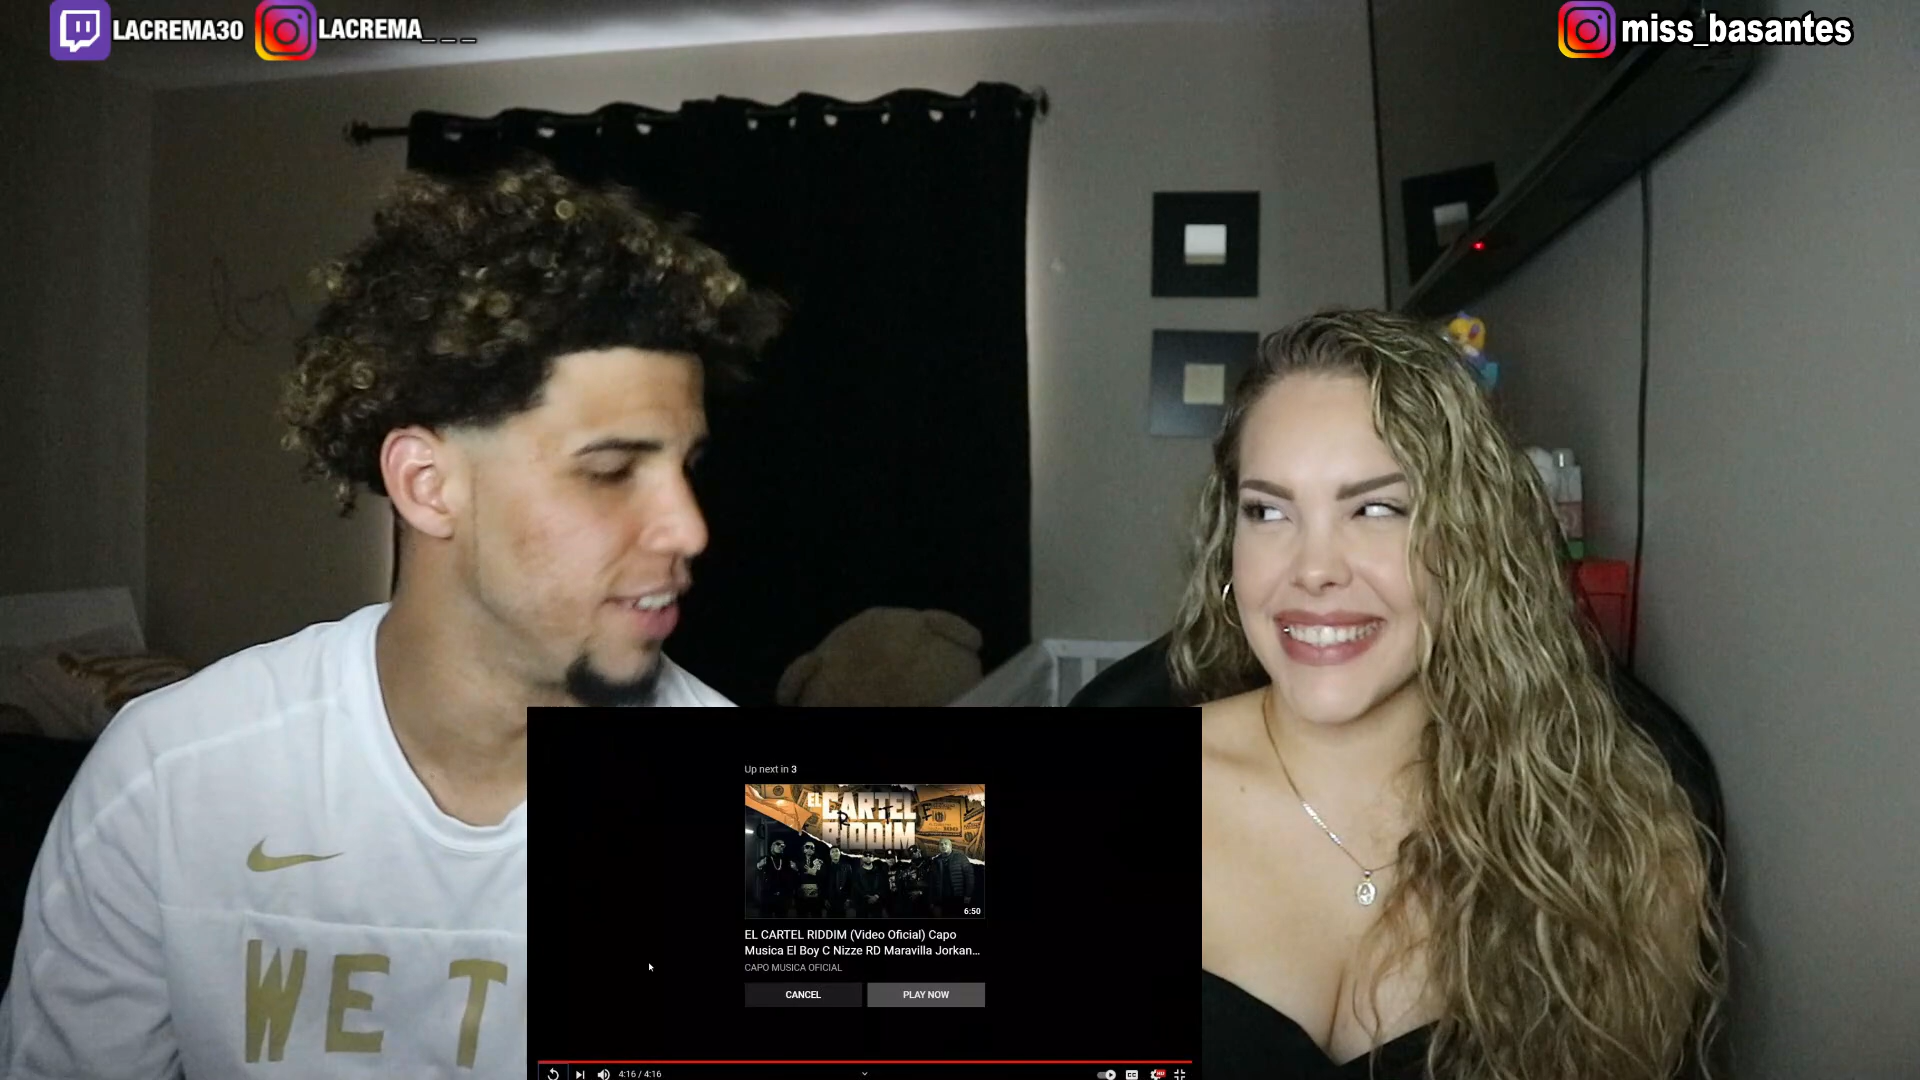 LACREMA30
LACREMA_ _ _
miss_basantes
Up next in 3
EL
CARTEL
RIDDIM
6:50
EL CARTEL RIDDIM (Video Oficial) Capo
Musica El Boy C Nizze RD Maravilla Jorkan...
CAPO MUSICA OFICIAL
CANCEL
PLAY NOW
4:16 / 4:16
WE T